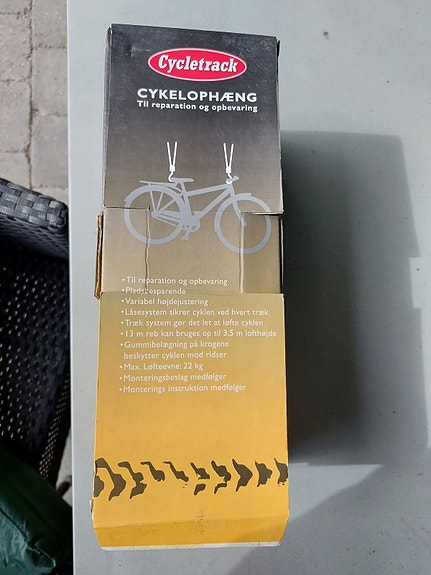 Cycletrack
CYKELOPHÆNG
Til reparation og opbevaring
• Til reparation og opbevaring
• Pladsbesparende
• Variabel højdejustering
• Låsesystem sikrer cyklen ved hvert træk
• Træk system gør det let at løfte cyklen
• 13 m reb kan bruges op til 3,5 m lofthøjde
• Gummibelægning på krogene
beskytter cyklen mod ridser
• Max. Løfteevne: 22 kg
• Monteringsbeslag medfølger
• Monterings instruktion medfølger